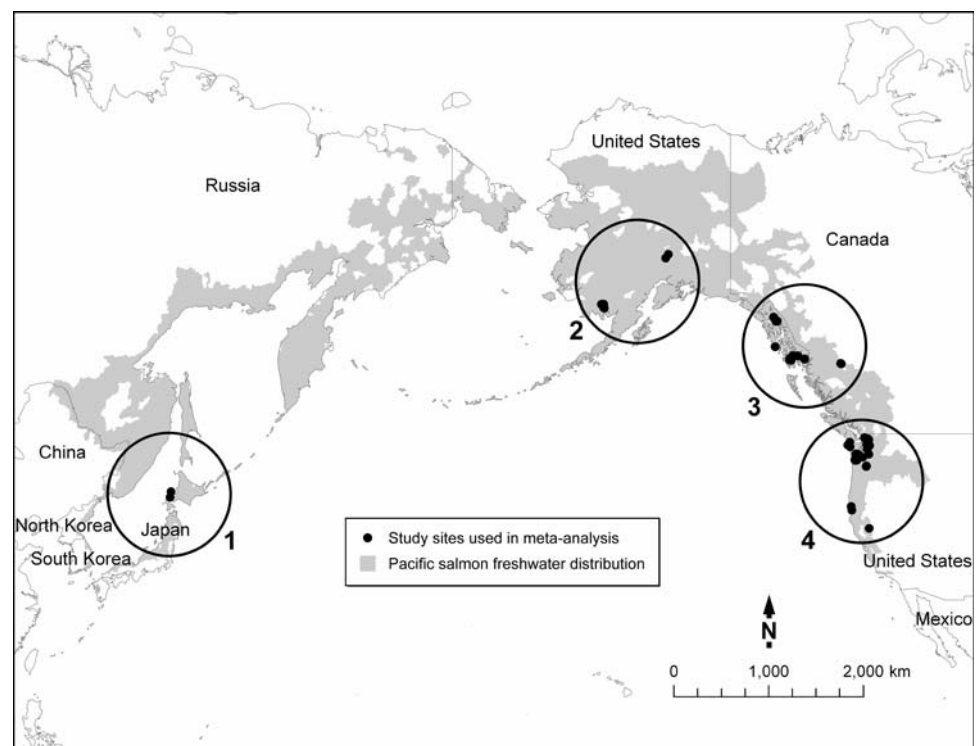 United States
Russia
Canada
2
3
China
North Korea
Japan
1
South Korea
4
Study sites used in meta-analysis
Pacific salmon freshwater distribution
United States
Mexico
N
0 1,000 2,000 km